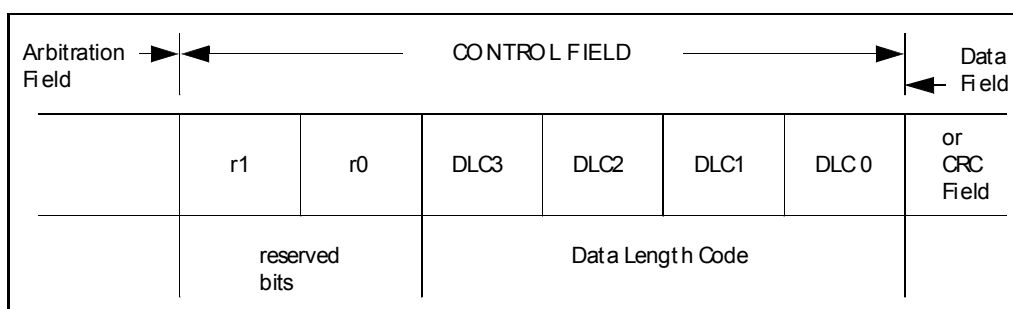 Arbitration
Field
CONTROL FIELD
Data
Field
r1 r0 DLC3 DLC2 DLC1 DLC 0
or
CRC
Field
reserved
bits
Data Length Code